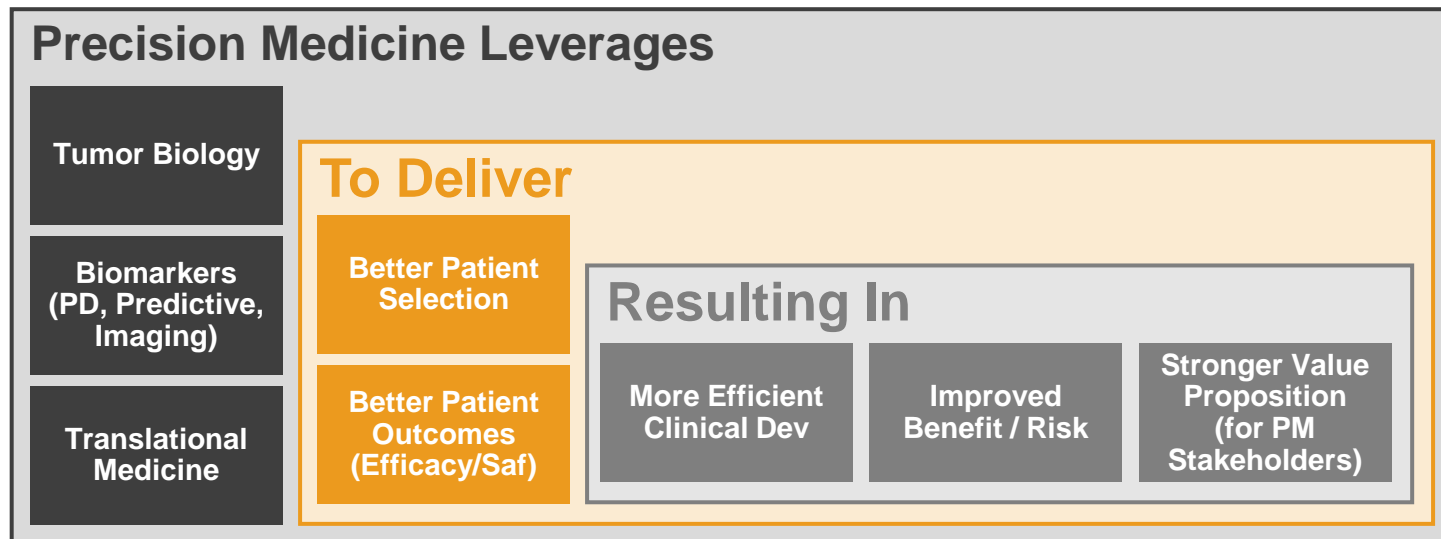 Precision Medicine Leverages
Tumor Biology
Biomarkers
(PD, Predictive,
Imaging)
Translational
Medicine
To Deliver
Better Patient
Selection
Better Patient
Outcomes
(Efficacy/Saf)
Resulting In
More Efficient
Clinical Dev
Improved
Benefit / Risk
Stronger Value
Proposition
(for PM
Stakeholders)